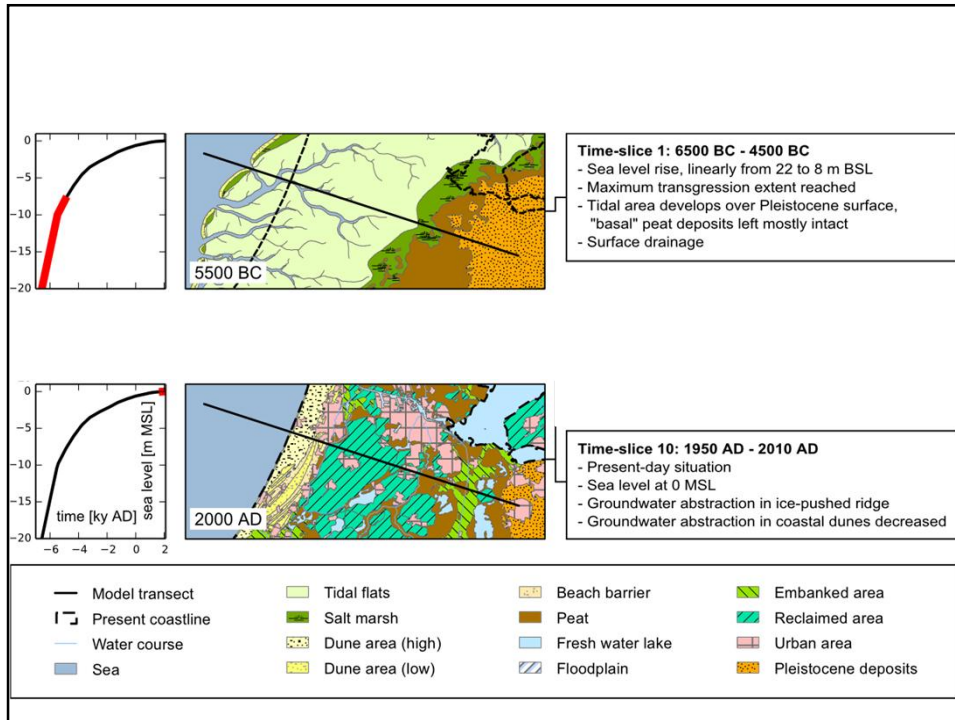 0
−5
−10
−15
−20
5500 BC
Time-slice 1: 6500 BC - 4500 BC
- Sea level rise, linearly from 22 to 8 m BSL
- Maximum transgression extent reached
- Tidal area develops over Pleistocene surface,
"basal" peat deposits left mostly intact
- Surface drainage
0
−5
−10
−15
−20
time [ky AD]
sea level [m MSL]
−6 −4 −2 0 2
2000 AD
Time-slice 10: 1950 AD - 2010 AD
- Present-day situation
- Sea level at 0 MSL
- Groundwater abstraction in ice-pushed ridge
- Groundwater abstraction in coastal dunes decreased
Model transect
Present coastline
Water course
Sea
Tidal flats
Salt marsh
Dune area (high)
Dune area (low)
Beach barrier
Peat
Fresh water lake
Floodplain
Embanked area
Reclaimed area
Urban area
Pleistocene deposits